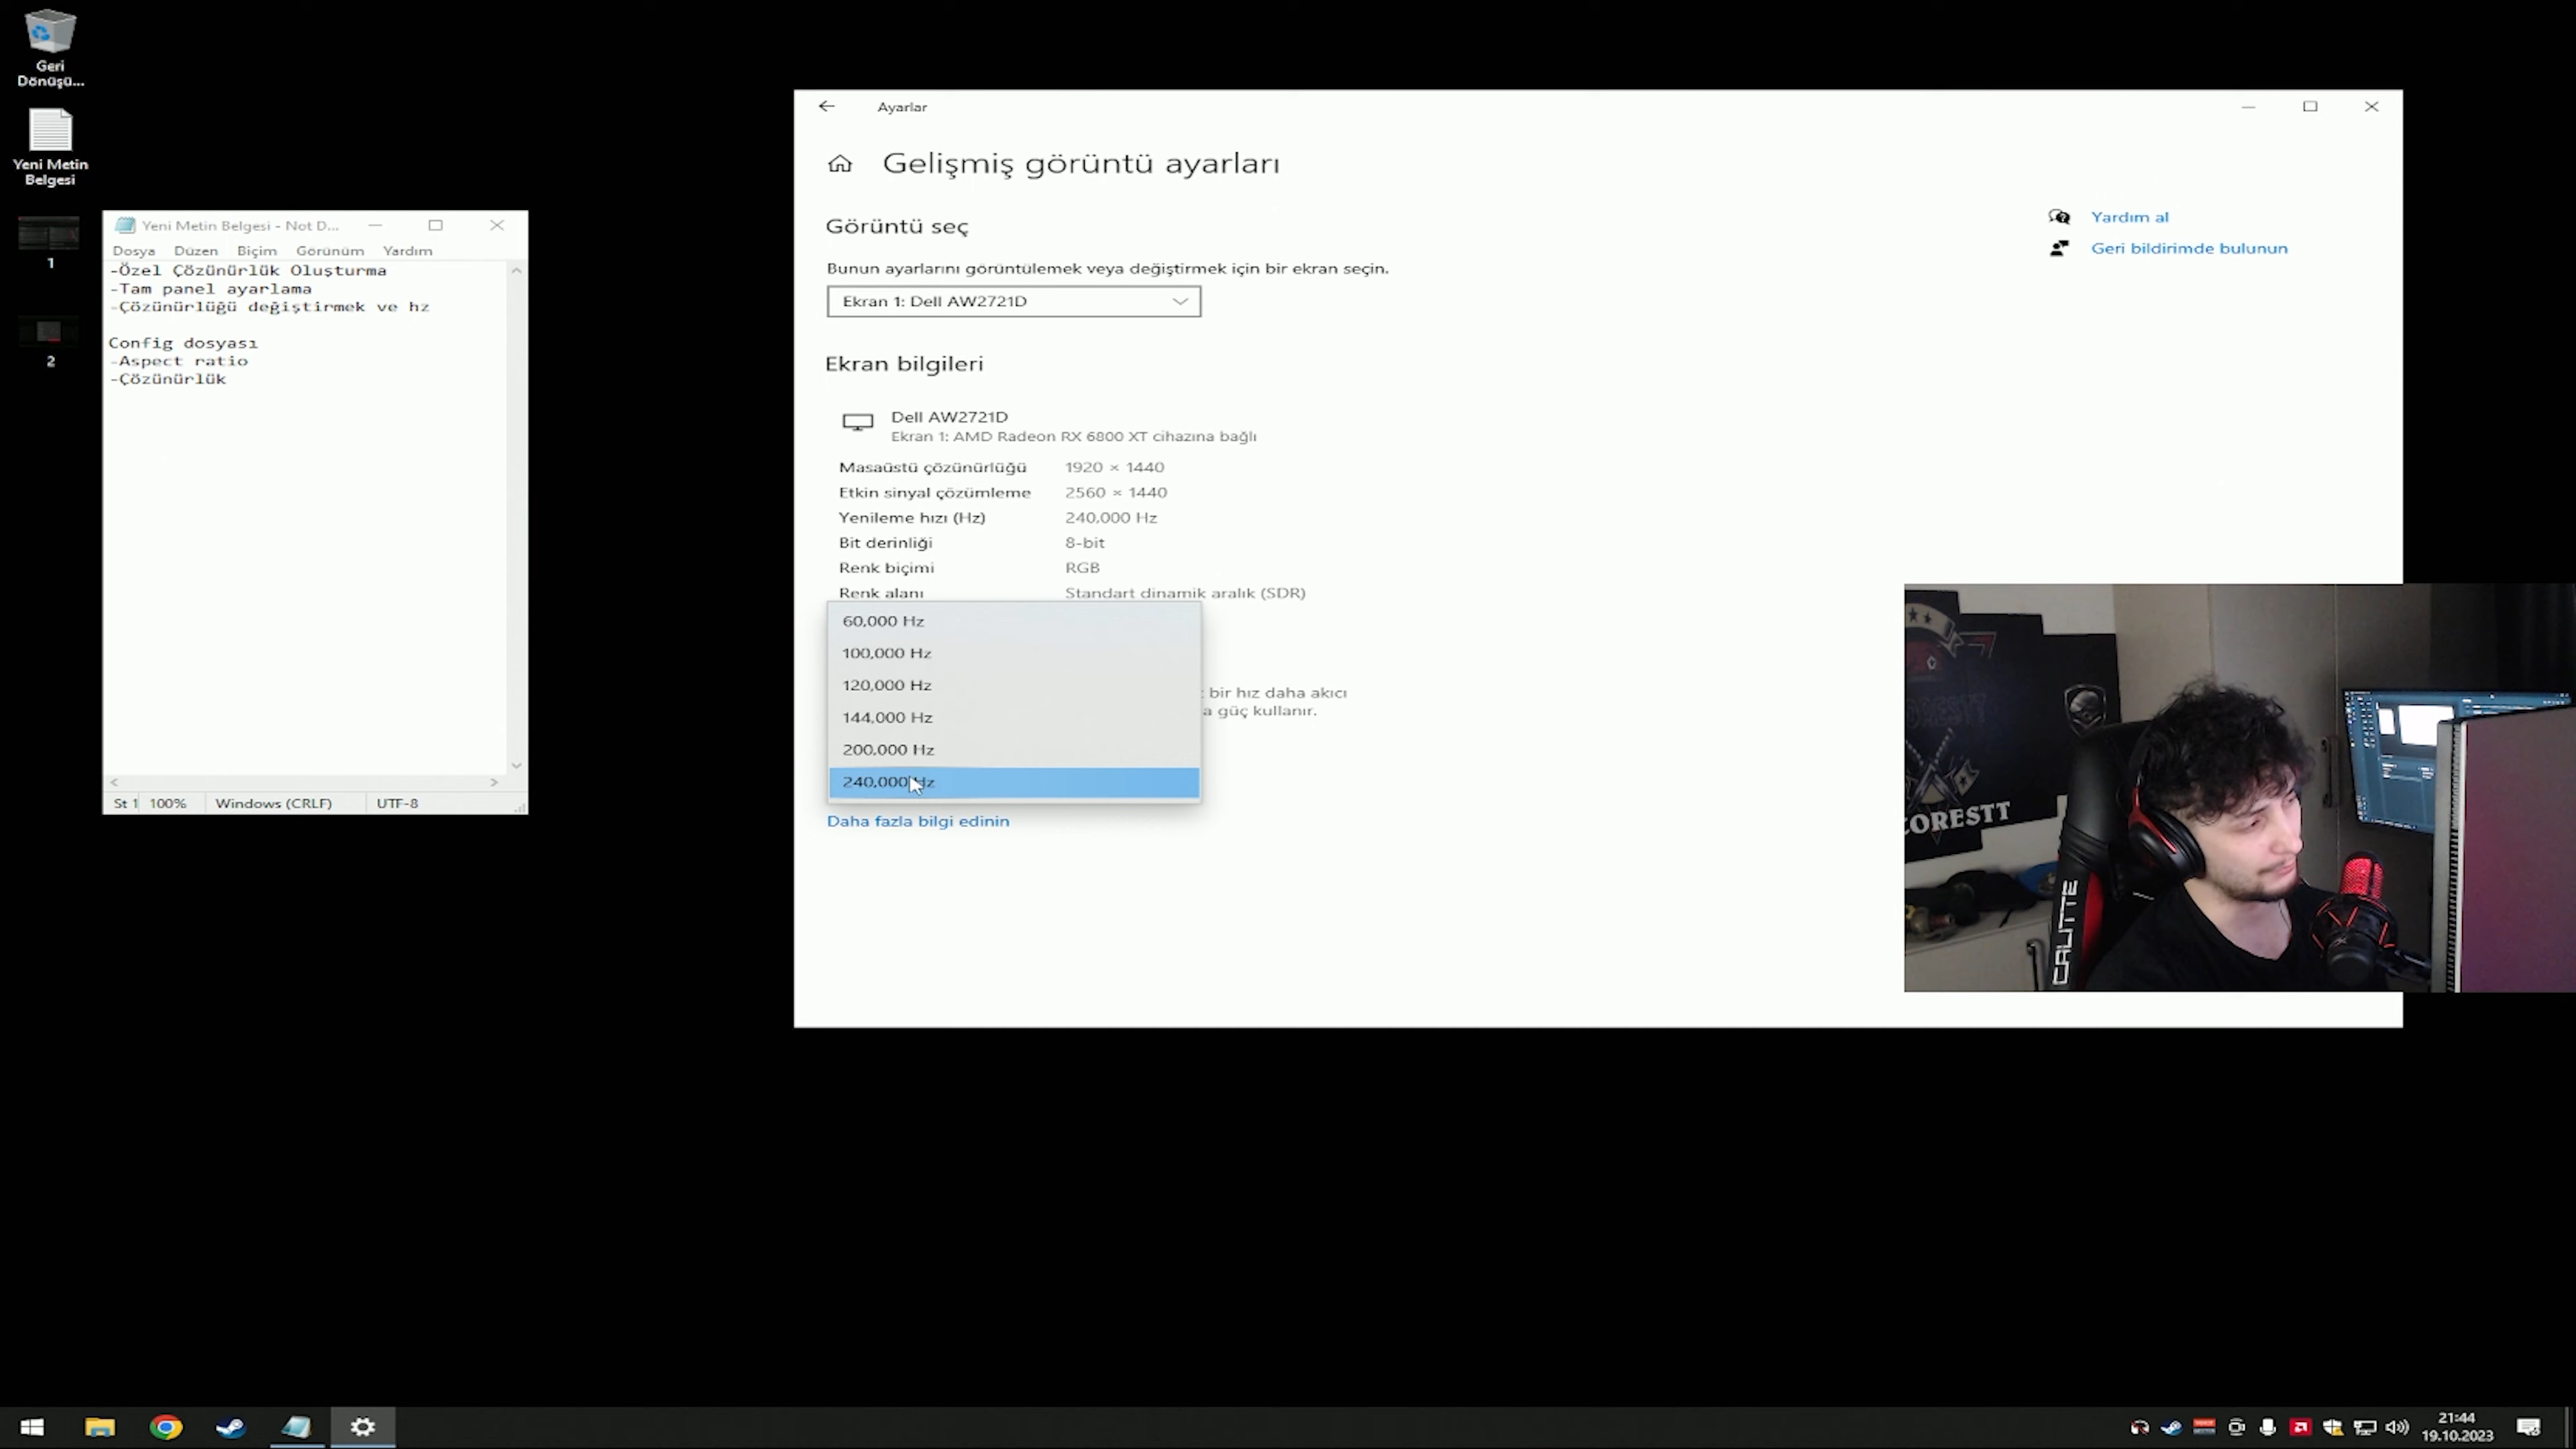 Geri
Dönüşü...
Yeni Metin
Belgesi
1
2
Yeni Metin Belgesi - Not D...
Dosya Düzen Biçim Görünüm Yardım
-Özel Çözünürlük Oluşturma
-Tam panel ayarlama
-Çözünürlüğü değiştirmek ve hz
Config dosyası
-Aspect ratio
-Çözünürlük
St 1 100% Windows (CRLF) UTF-8
Ayarlar
Gelişmiş görüntü ayarları
Görüntü seç
Bunun ayarlarını görüntülemek veya değiştirmek için bir ekran seçin.
Ekran 1: Dell AW2721D
Ekran bilgileri
Dell AW2721D
Ekran 1: AMD Radeon RX 6800 XT cihazına bağlı
Masaüstü çözünürlüğü 1920 × 1440
Etkin sinyal çözümleme 2560 × 1440
Yenileme hızı (Hz) 240,000 Hz
Bit derinliği 8-bit
Renk biçimi RGB
Renk alanı Standart dinamik aralık (SDR)
60,000 Hz
100,000 Hz
120,000 Hz
144,000 Hz
200,000 Hz
240,000 Hz
bir hız daha akıcı
a güç kullanır.
Daha fazla bilgi edinin
Yardım al
Geri bildirimde bulunun
ORESTT
21:44
19.10.2023